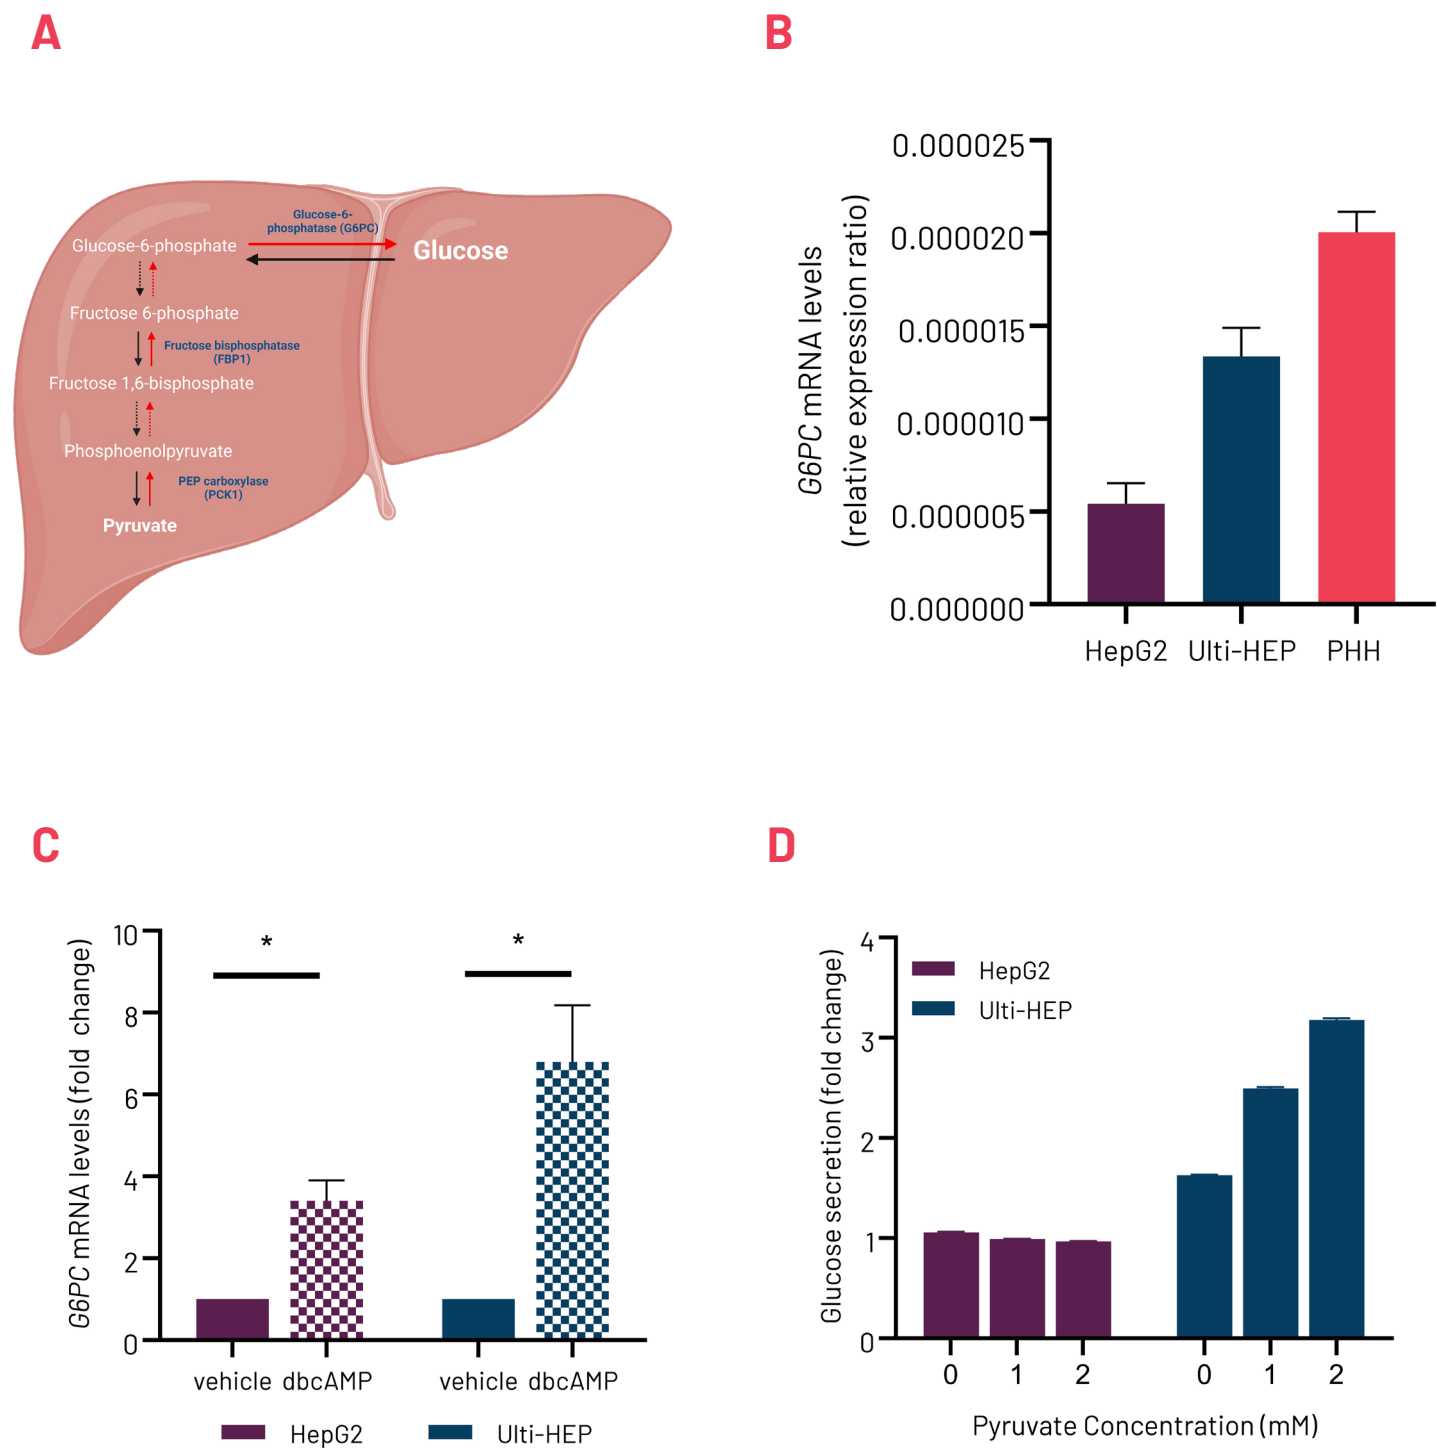 A
Glucose-6-
phosphatase (G6PC)
Glucose-6-phosphate
Glucose
Fructose 6-phosphate
Fructose bisphosphatase
(FBP1)
Fructose 1,6-bisphosphate
Phosphoenolpyruvate
PEP carboxylase
(PCK1)
Pyruvate
B
G6PC mRNA levels
(relative expression ratio)
0.000025
0.000020
0.000015
0.000010
0.000005
0.000000
HepG2 Ulti-HEP PHH
C
G6PC mRNA levels (fold change)
10
8
6
4
2
0
* *
vehicle dbcAMP vehicle dbcAMP
HepG2 Ulti-HEP
D
Glucose secretion (fold change)
4
3
2
1
0
HepG2
Ulti-HEP
0 1 2 0 1 2
Pyruvate Concentration (mM)